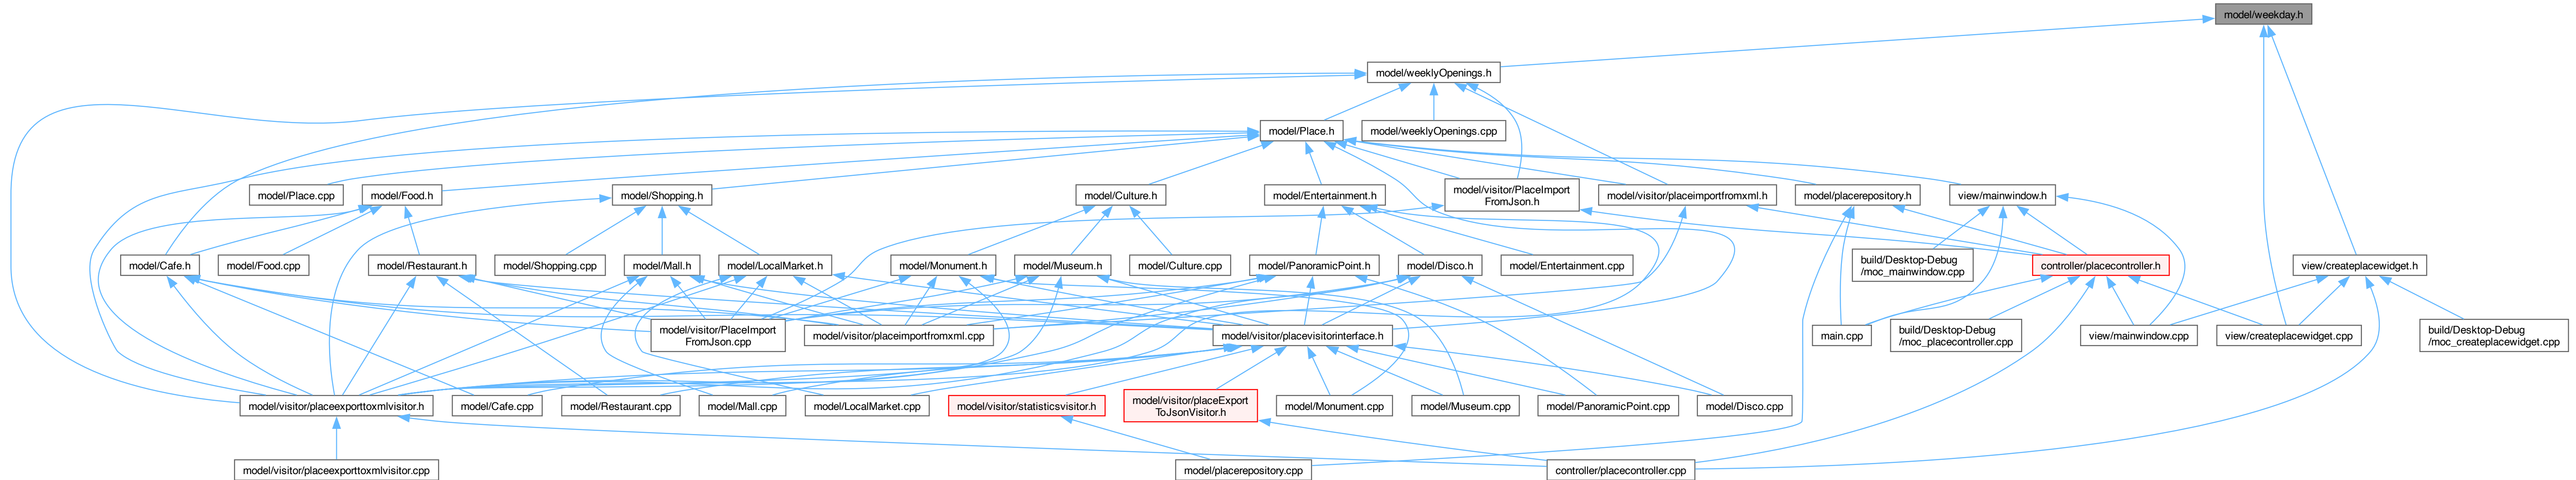 model/weekday.h
model/weeklyOpenings.h
model/Place.h
model/weeklyOpenings.cpp
model/Place.cpp
model/Food.h
model/Shopping.h
model/Culture.h
model/Entertainment.h
model/visitor/PlaceImport
FromJson.h
model/visitor/placeimportfromxml.h
model/placerepository.h
view/mainwindow.h
model/Cafe.h
model/Food.cpp
model/Restaurant.h
model/Shopping.cpp
model/Mall.h
model/LocalMarket.h
model/Monument.h
model/Museum.h
model/Culture.cpp
model/PanoramicPoint.h
model/Disco.h
model/Entertainment.cpp
build/Desktop-Debug
/moc_mainwindow.cpp
controller/placecontroller.h
view/createplacewidget.h
model/visitor/PlaceImport
FromJson.cpp
model/visitor/placeimportfromxml.cpp
model/visitor/placevisitorinterface.h
main.cpp
build/Desktop-Debug
/moc_placecontroller.cpp
view/mainwindow.cpp
view/createplacewidget.cpp
build/Desktop-Debug
/moc_createplacewidget.cpp
model/visitor/placeexporttoxmlvisitor.h
model/Cafe.cpp
model/Restaurant.cpp
model/Mall.cpp
model/LocalMarket.cpp
model/visitor/statisticsvisitor.h
model/visitor/placeExport
ToJsonVisitor.h
model/Monument.cpp
model/Museum.cpp
model/PanoramicPoint.cpp
model/Disco.cpp
model/visitor/placeexporttoxmlvisitor.cpp
model/placerepository.cpp
controller/placecontroller.cpp